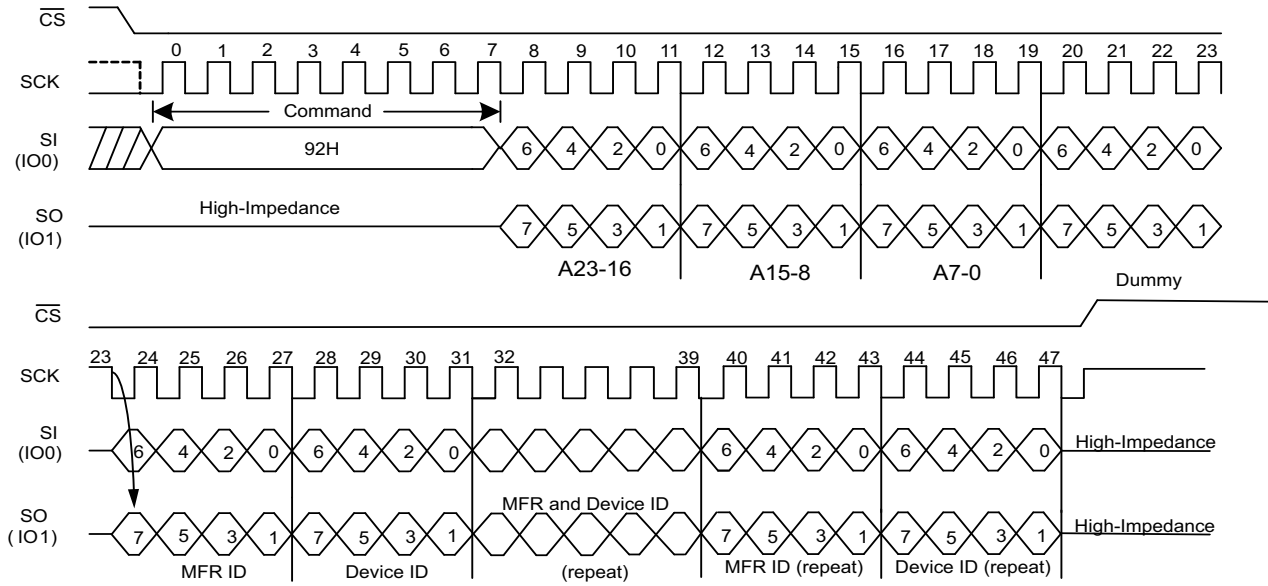 CS
0 1 2 3 4 5 6 7 8 9 10 11 12 13 14 15 16 17 18 19 20 21 22 23
SCK
Command
SI
(IO0)
92H
6 4 2 0 6 4 2 0 6 4 2 0 6 4 2 0
High-Impedance
SO
(IO1)
7 5 3 1 7 5 3 1 7 5 3 1 7 5 3 1
A23-16 A15-8 A7-0
Dummy
CS
23 24 25 26 27 28 29 30 31 32 39 40 41 42 43 44 45 46 47
SCK
SI
(IO0)
6 4 2 0 6 4 2 0 6 4 2 0 6 4 2 0
High-Impedance
MFR and Device ID
SO
(IO1)
7 5 3 1 7 5 3 1 7 5 3 1 7 5 3 1
High-Impedance
MFR ID Device ID (repeat) MFR ID (repeat) Device ID (repeat)